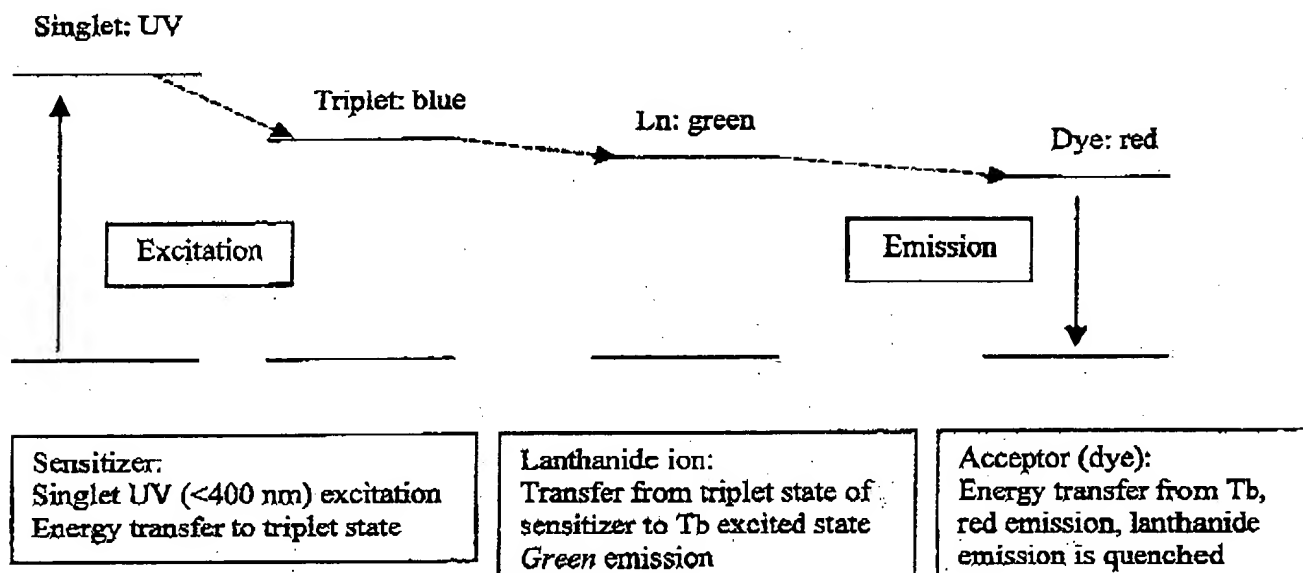 Singlet: UV
Triplet: blue
Ln: green
Dye: red
Excitation
Emission
Sensitizer:
Singlet UV (<400 nm) excitation
Energy transfer to triplet state
Lanthanide ion:
Transfer from triplet state of
sensitizer to Tb excited state
Green emission
Acceptor (dye):
Energy transfer from Tb,
red emission, lanthanide
emission is quenched